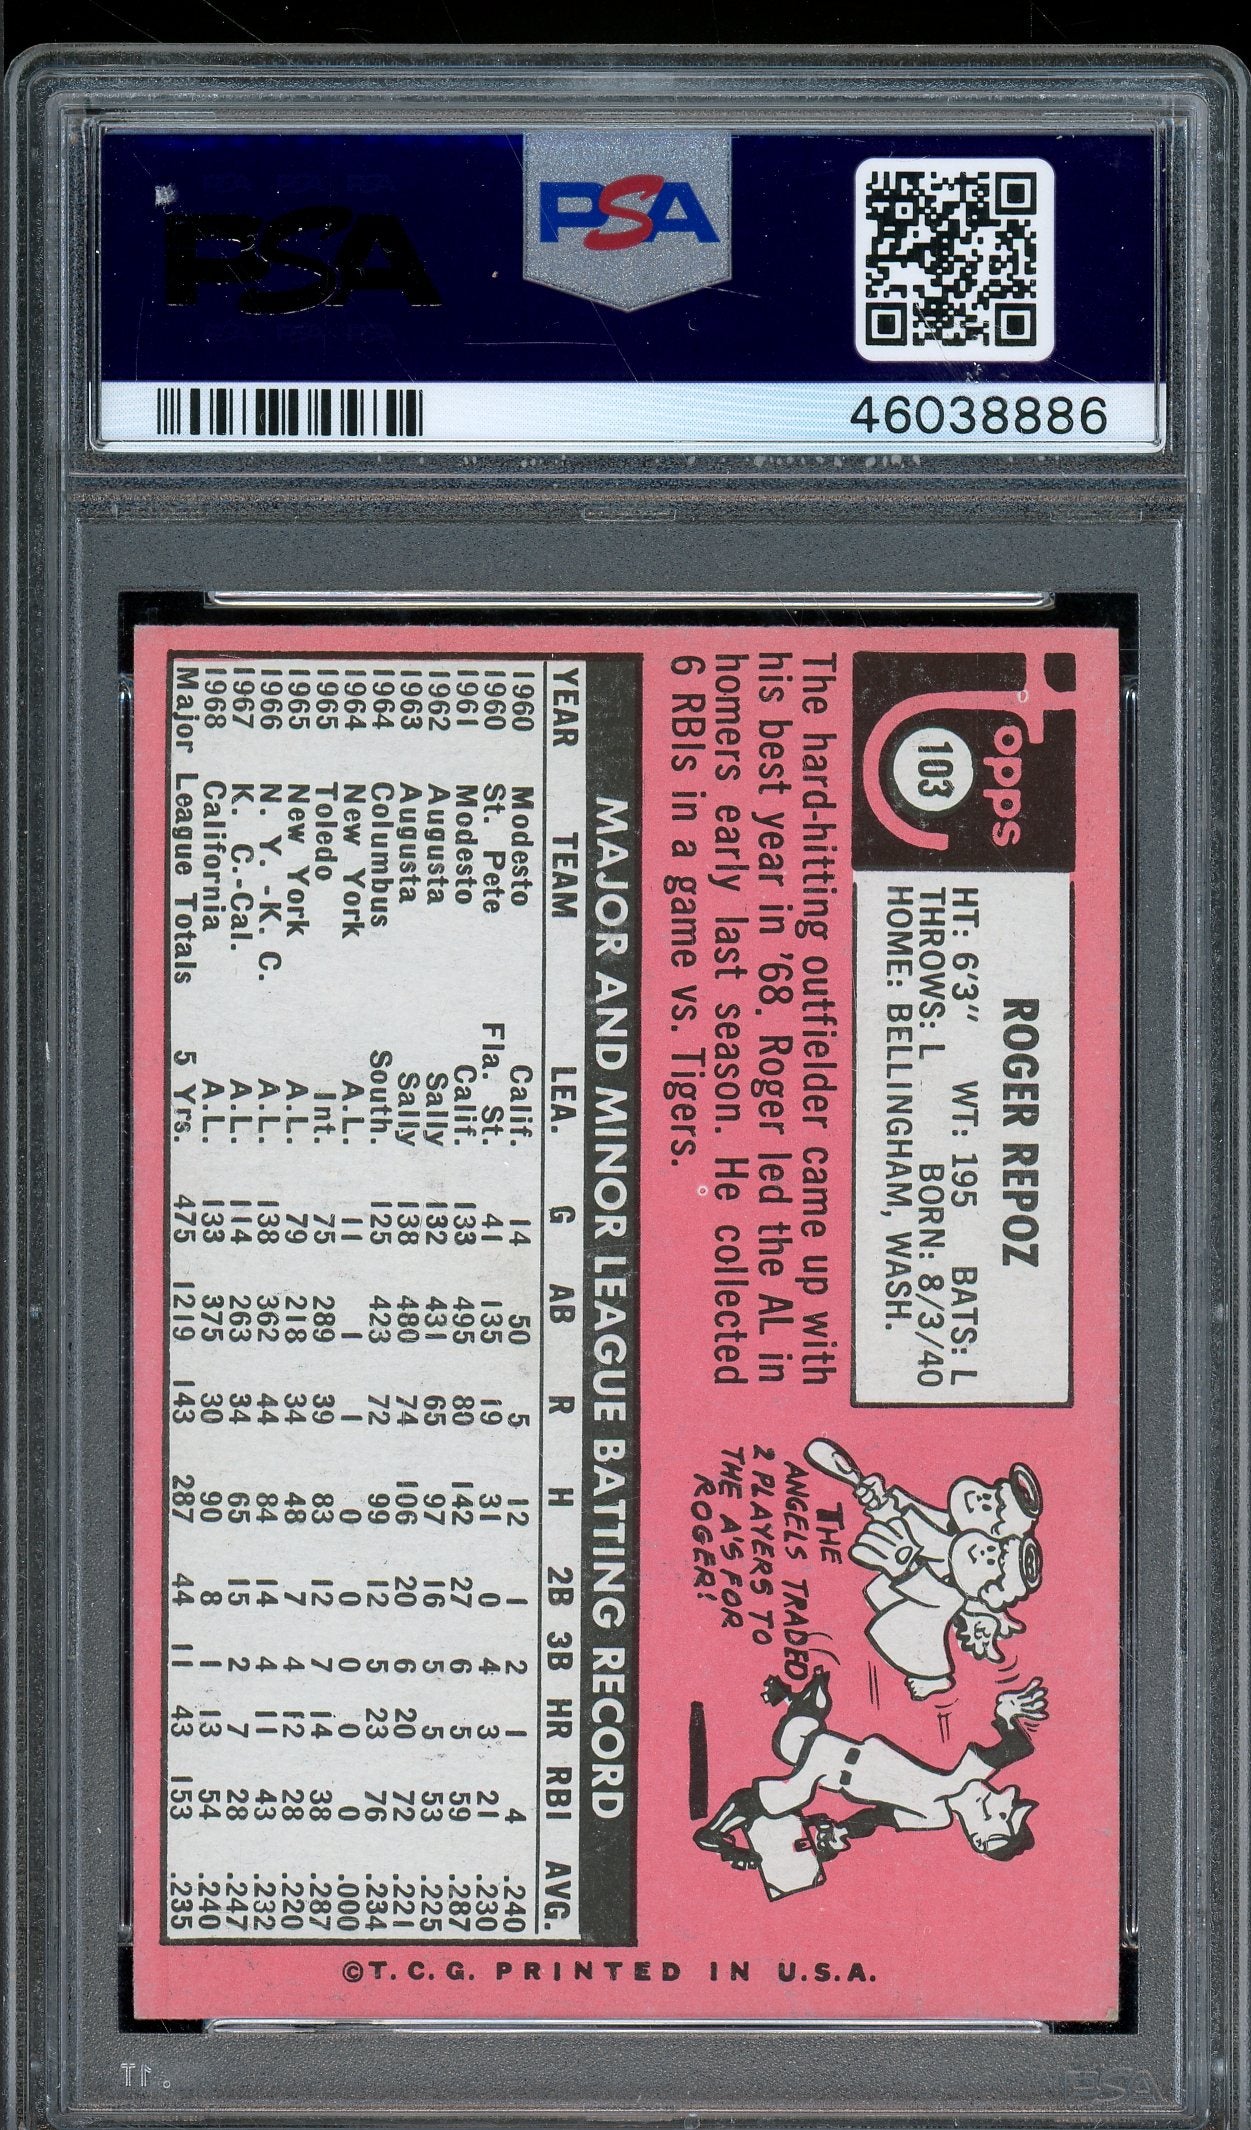 PSA
PSA
46038886
Topps
103
ROGER REPOZ
HT: 6'3" WT: 195 BATS: L
THROWS: L BORN: 8/3/40
HOME: BELLINGHAM, WASH.
The hard-hitting outfielder came up with
his best year in '68. Roger led the AL in
homers early last season. He collected
6 RBIs in a game vs. Tigers.
THE
ANGELS TRADED
2 PLAYERS TO
THE A'S FOR
ROGER!
MAJOR AND MINOR LEAGUE BATTING RECORD
YEAR TEAM LEA. G AB R H 2B 3B HR RBI AVG.
1960 Modesto Calif. 14 50 5 12 1 2 1 4 .240
1960 St. Pete Fla. St. 41 135 19 31 0 4 3 21 .230
1961 Modesto Calif. 133 495 80 142 27 6 5 59 .287
1962 Augusta Sally 132 431 65 97 16 5 5 53 .225
1963 Augusta Sally 138 480 74 106 20 6 20 72 .221
1964 Columbus South. 125 423 72 99 12 5 23 76 .234
1964 New York A.L. 11 1 1 0 0 0 0 0 .000
1965 Toledo Int. 75 289 39 83 12 7 14 38 .287
1965 New York A.L. 79 218 34 48 7 4 12 28 .220
1966 N. Y. -K. C. A.L. 138 362 44 84 14 4 11 43 .232
1967 K. C.-Cal. A.L. 114 263 34 65 15 2 7 28 .247
1968 California A.L. 133 375 30 90 8 1 13 54 .240
Major League Totals 5 Yrs. 475 1219 143 287 44 11 43 153 .235
©T.C.G. PRINTED IN U.S.A.
PSA